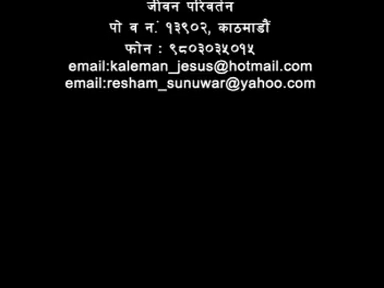 जीवन परिवर्तन
पो व नं. १३९०२, काठमाडौं
फोन : ९८०३०३५०१५
email:kaleman_jesus@hotmail.com
email:resham_sunuwar@yahoo.com